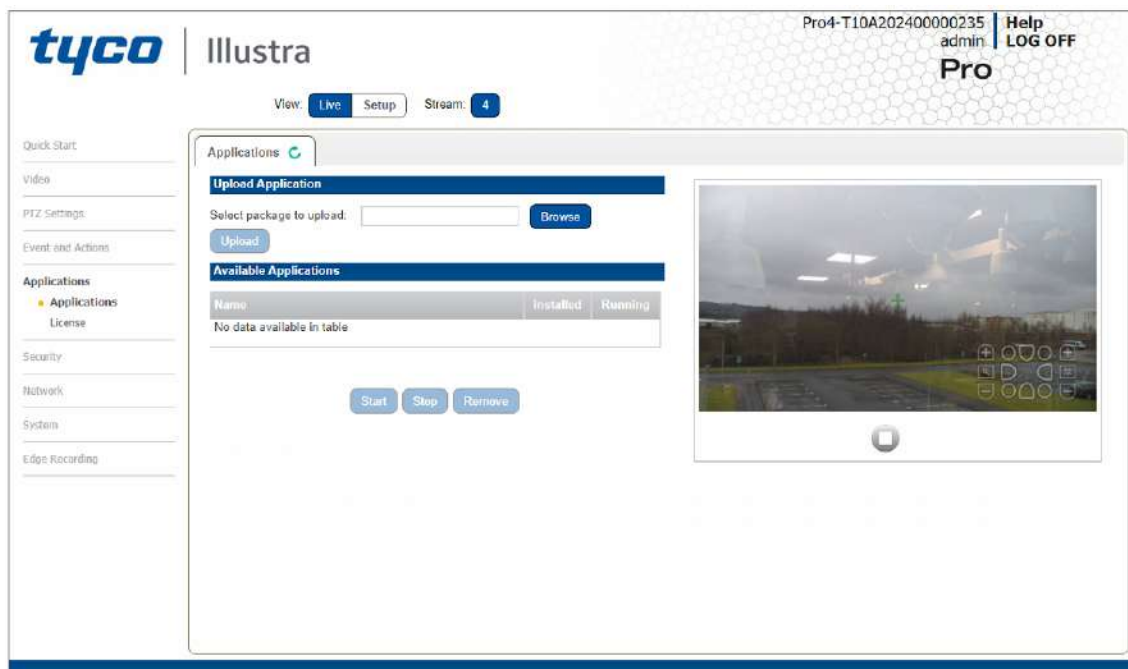 Pro4-T10A202400000235 Help
admin LOG OFF
tyco Illustra
Pro
View: Live Setup Stream: 4
Quick Start
Video
PTZ Settings
Event and Actions
Applications
Applications
License
Security
Network
System
Edge Recording
Applications
Upload Application
Select package to upload: Browse
Upload
Available Applications
Name Installed Running
No data available in table
Start Stop Remove